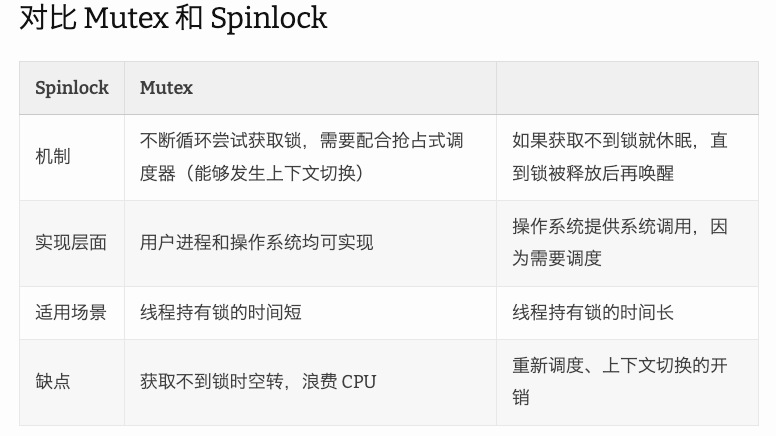 对比 Mutex 和 Spinlock
Spinlock Mutex
机制 不断循环尝试获取锁，需要配合抢占式调 如果获取不到锁就休眠，直
度器（能够发生上下文切换） 到锁被释放后再唤醒
实现层面 用户进程和操作系统均可实现 操作系统提供系统调用，因
为需要调度
适用场景 线程持有锁的时间短 线程持有锁的时间长
缺点 获取不到锁时空转，浪费 CPU 重新调度、上下文切换的开
销